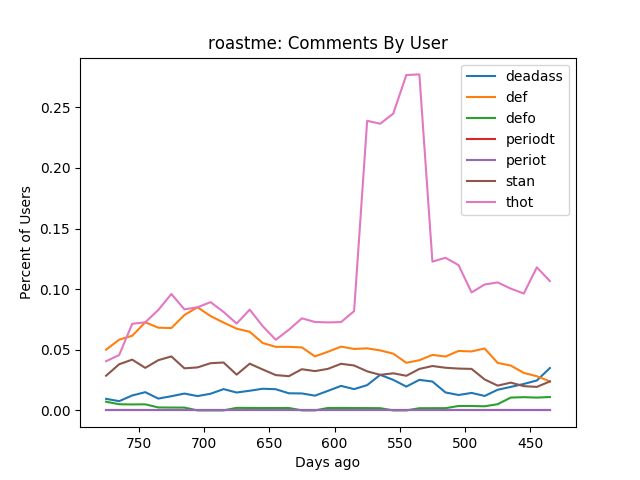 roastme: Comments By User
deadass
def
defo
periodt
periot
stan
thot
0.25
0.20
0.15
0.10
0.05
0.00
Percent of Users
750
700
650
600
550
500
450
Days ago